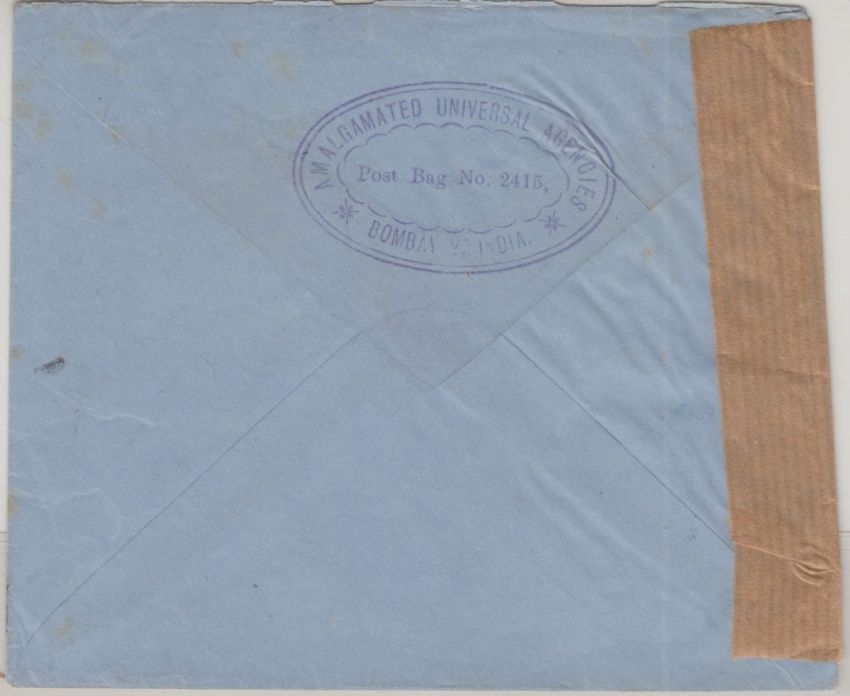 AMALGAMATED UNIVERSAL AGENCIES
Post Bag No. 2415,
BOMBAY INDIA.